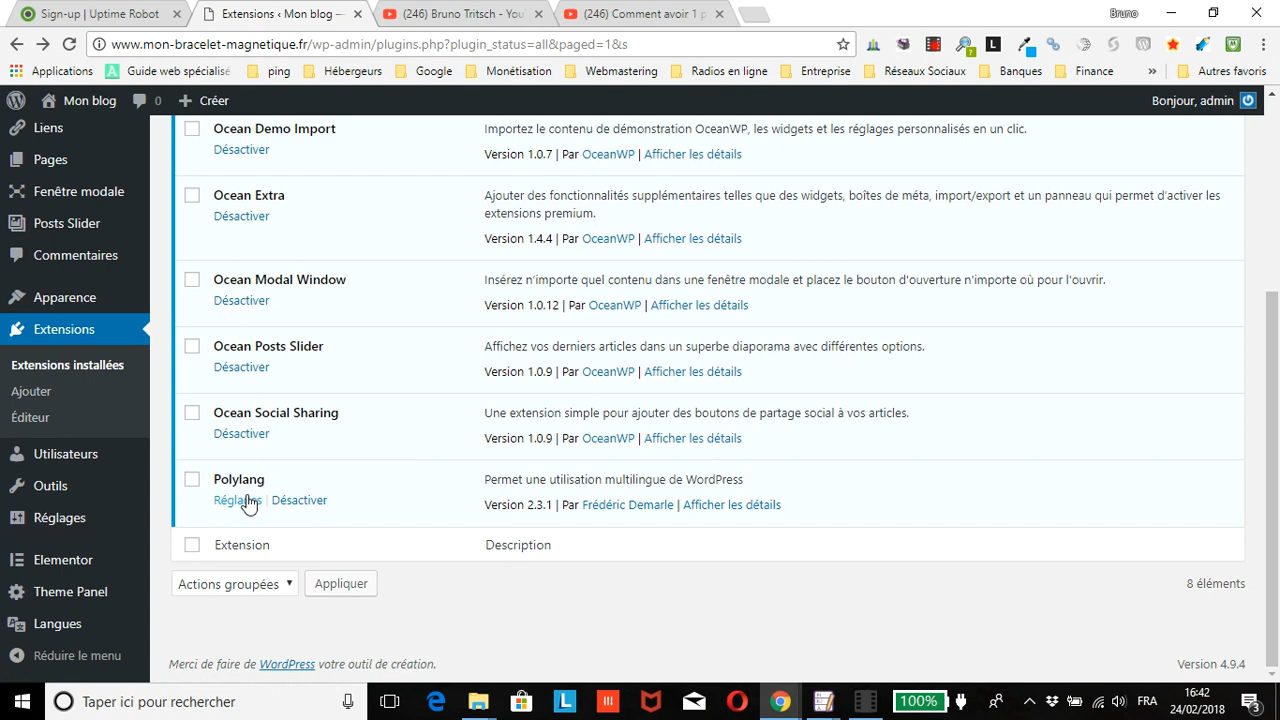 Sign-up | Uptime Robot
Extensions ‹ Mon blog —
(246) Bruno Tritsch - You
(246) Comment avoir 1 p
Bruno
www.mon-bracelet-magnetique.fr/wp-admin/plugins.php?plugin_status=all&paged=1&s
Applications
Guide web spécialisé
ping
Hébergeurs
Google
Monétisation
Webmastering
Radios en ligne
Entreprise
Réseaux Sociaux
Banques
Finance
»
Autres favoris
Mon blog
0
Créer
Bonjour, admin
Liens
Pages
Fenêtre modale
Posts Slider
Commentaires
Apparence
Extensions
Extensions installées
Ajouter
Éditeur
Utilisateurs
Outils
Réglages
Elementor
Theme Panel
Langues
Réduire le menu
Ocean Demo Import
Désactiver
Importez le contenu de démonstration OceanWP, les widgets et les réglages personnalisés en un clic.
Version 1.0.7 | Par OceanWP | Afficher les détails
Ocean Extra
Désactiver
Ajouter des fonctionnalités supplémentaires telles que des widgets, boîtes de méta, import/export et un panneau qui permet d’activer les
extensions premium.
Version 1.4.4 | Par OceanWP | Afficher les détails
Ocean Modal Window
Désactiver
Insérez n’importe quel contenu dans une fenêtre modale et placez le bouton d'ouverture n'importe où pour l'ouvrir.
Version 1.0.12 | Par OceanWP | Afficher les détails
Ocean Posts Slider
Désactiver
Affichez vos derniers articles dans un superbe diaporama avec différentes options.
Version 1.0.9 | Par OceanWP | Afficher les détails
Ocean Social Sharing
Désactiver
Une extension simple pour ajouter des boutons de partage social à vos articles.
Version 1.0.9 | Par OceanWP | Afficher les détails
Polylang
Réglages | Désactiver
Permet une utilisation multilingue de WordPress
Version 2.3.1 | Par Frédéric Demarle | Afficher les détails
Extension
Description
Actions groupées
Appliquer
8 éléments
Merci de faire de WordPress votre outil de création.
Version 4.9.4
Taper ici pour rechercher
100%
FRA
16:42
24/02/2018
3